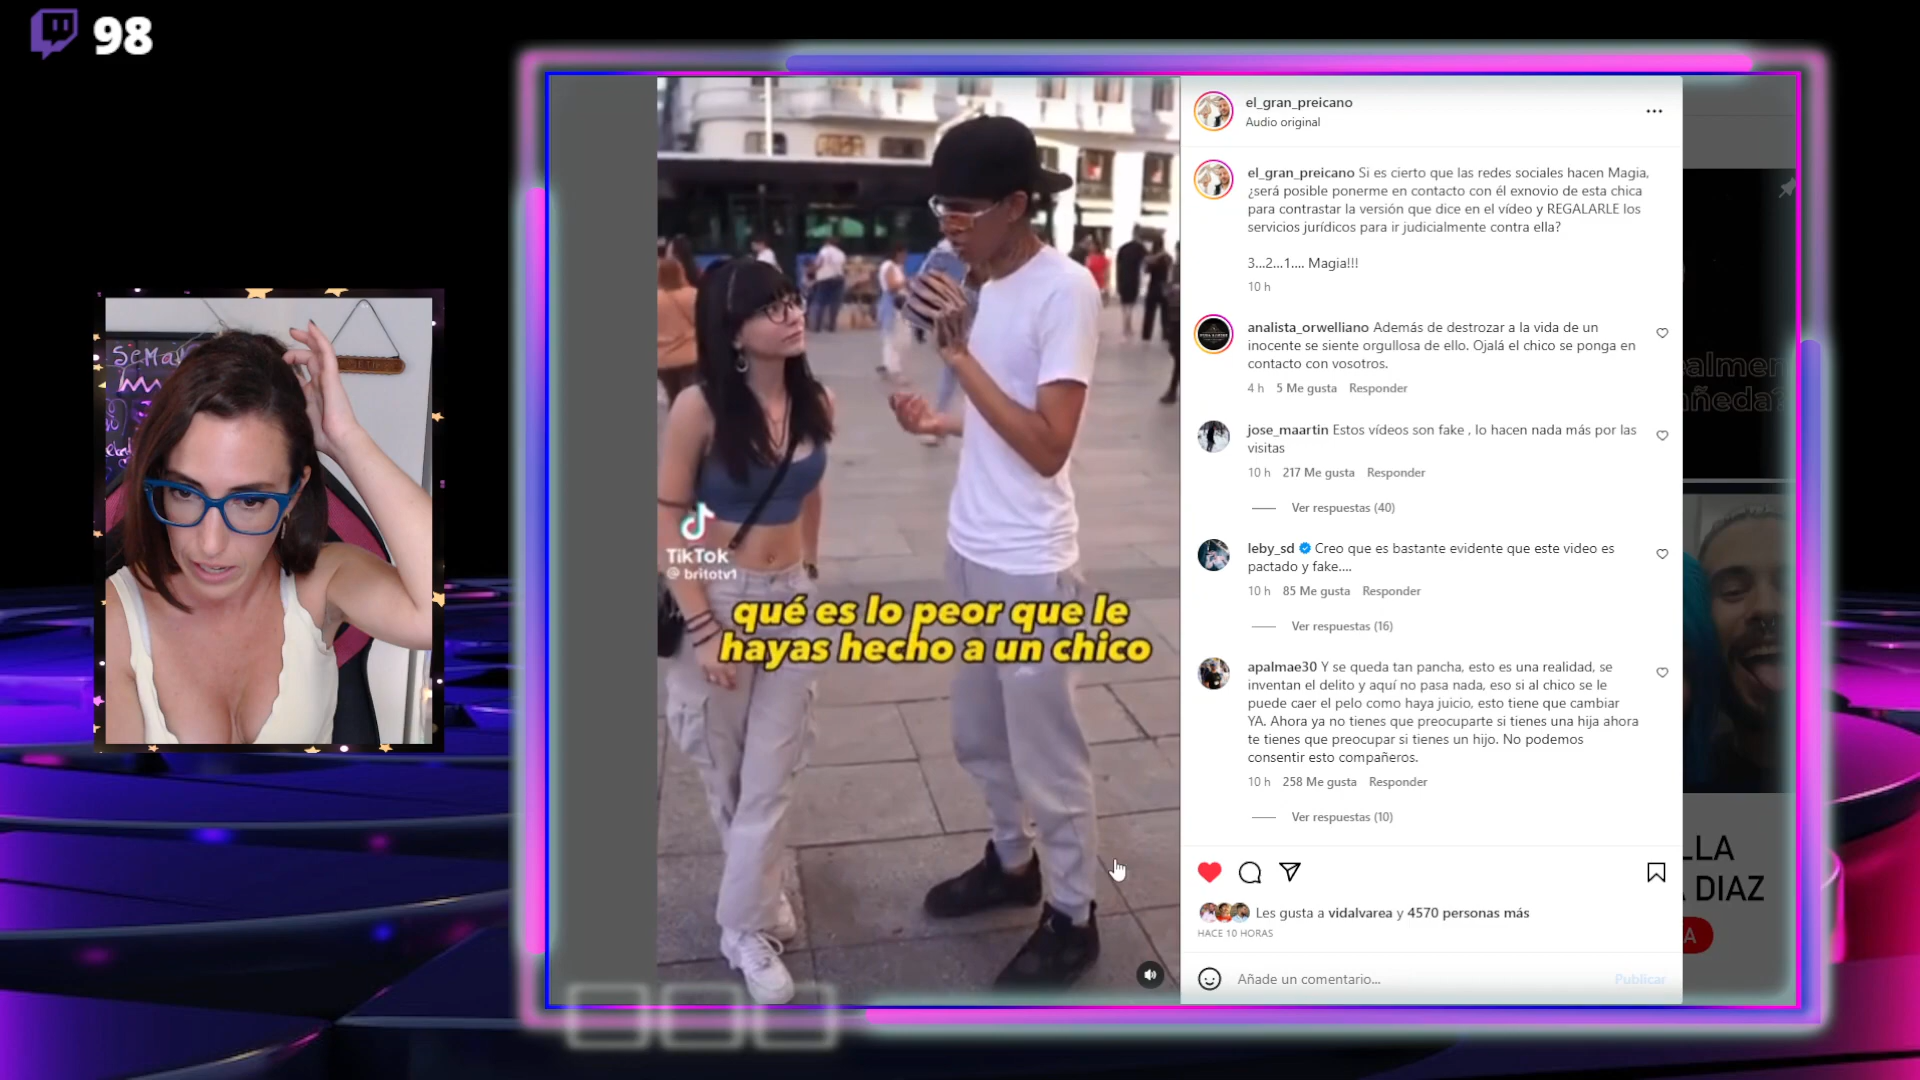 98
SeMa
el_gran_preicano
Audio original
el_gran_preicano Si es cierto que las redes sociales hacen Magia,
¿será posible ponerme en contacto con él exnovio de esta chica
para contrastar la versión que dice en el vídeo y REGALARLE los
servicios jurídicos para ir judicialmente contra ella?
3...2...1.... Magia!!!
10 h
analista_orwelliano Además de destrozar a la vida de un
inocente se siente orgullosa de ello. Ojalá el chico se ponga en
contacto con vosotros.
4 h 5 Me gusta Responder
jose_maartin Estos vídeos son fake , lo hacen nada más por las
visitas
10 h 217 Me gusta Responder
Ver respuestas (40)
leby_sd Creo que es bastante evidente que este video es
pactado y fake....
10 h 85 Me gusta Responder
Ver respuestas (16)
apalmae30 Y se queda tan pancha, esto es una realidad, se
inventan el delito y aquí no pasa nada, eso si al chico se le
puede caer el pelo como haya juicio, esto tiene que cambiar
YA. Ahora ya no tienes que preocuparte si tienes una hija ahora
te tienes que preocupar si tienes un hijo. No podemos
consentir esto compañeros.
10 h 258 Me gusta Responder
Ver respuestas (10)
Les gusta a vidalvarea y 4570 personas más
HACE 10 HORAS
Añade un comentario...
Publicar
TikTok
@ britotv1
qué es lo peor que le
hayas hecho a un chico
almen
ñeda?
LLA
DIAZ
A